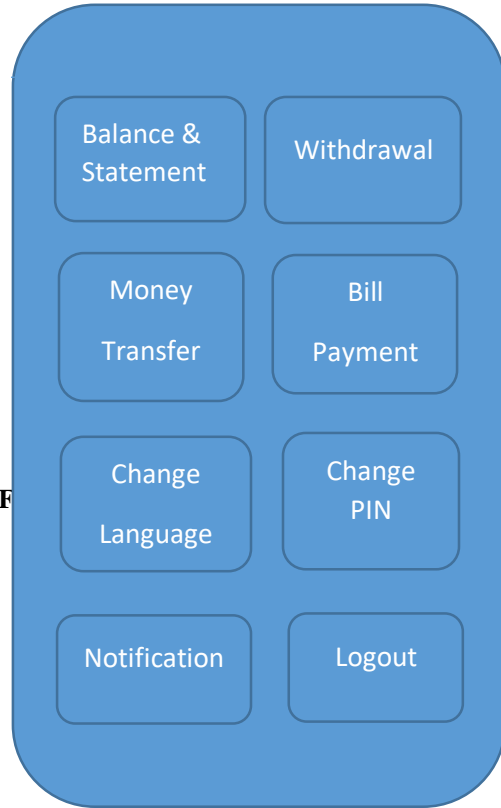 Balance &
Statement
Withdrawal
Money
Transfer
Bill
Payment
Change
Language
Change
PIN
F
Notification
Logout